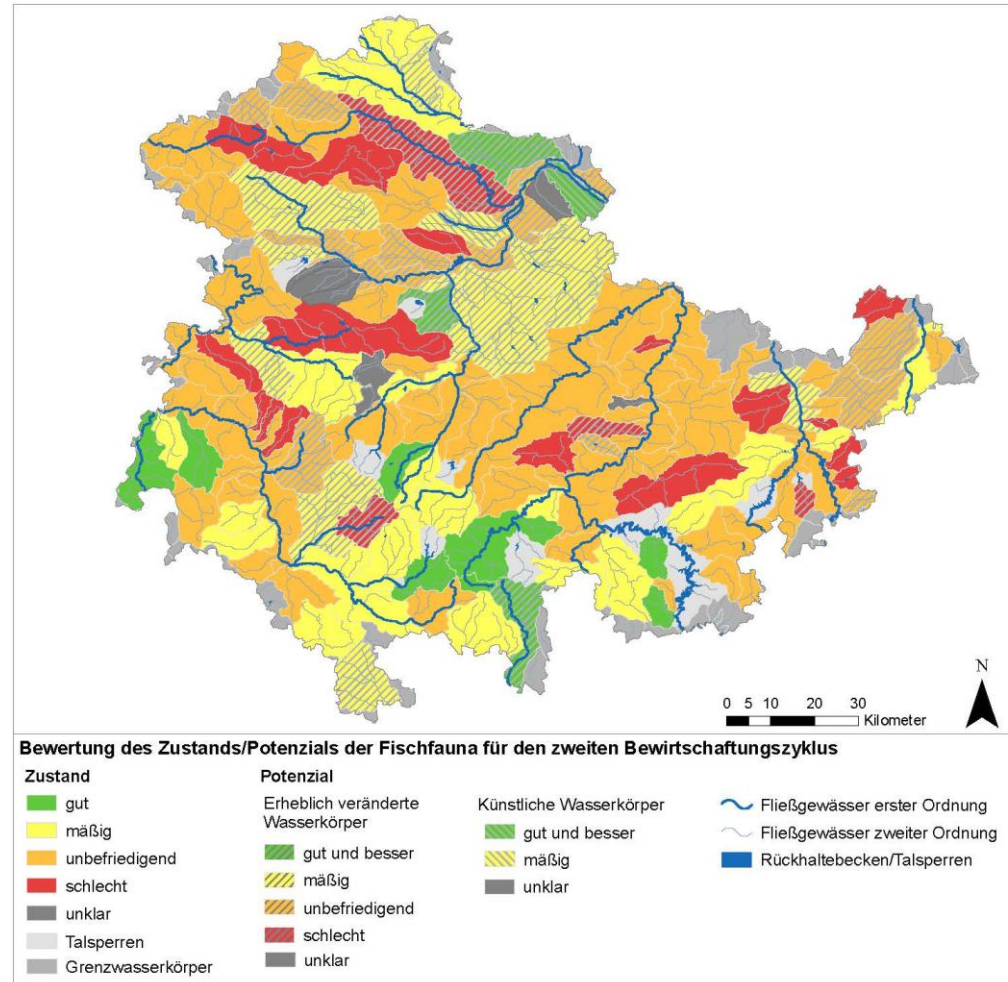 N
0 5 10 20 30
Kilometer
Bewertung des Zustands/Potenzials der Fischfauna für den zweiten Bewirtschaftungszyklus
Zustand
gut
mäßig
unbefriedigend
schlecht
unklar
Talsperren
Grenzwasserkörper
Potenzial
Erheblich veränderte
Wasserkörper
gut und besser
mäßig
unbefriedigend
schlecht
unklar
Künstliche Wasserkörper
gut und besser
mäßig
unklar
Fließgewässer erster Ordnung
Fließgewässer zweiter Ordnung
Rückhaltebecken/Talsperren